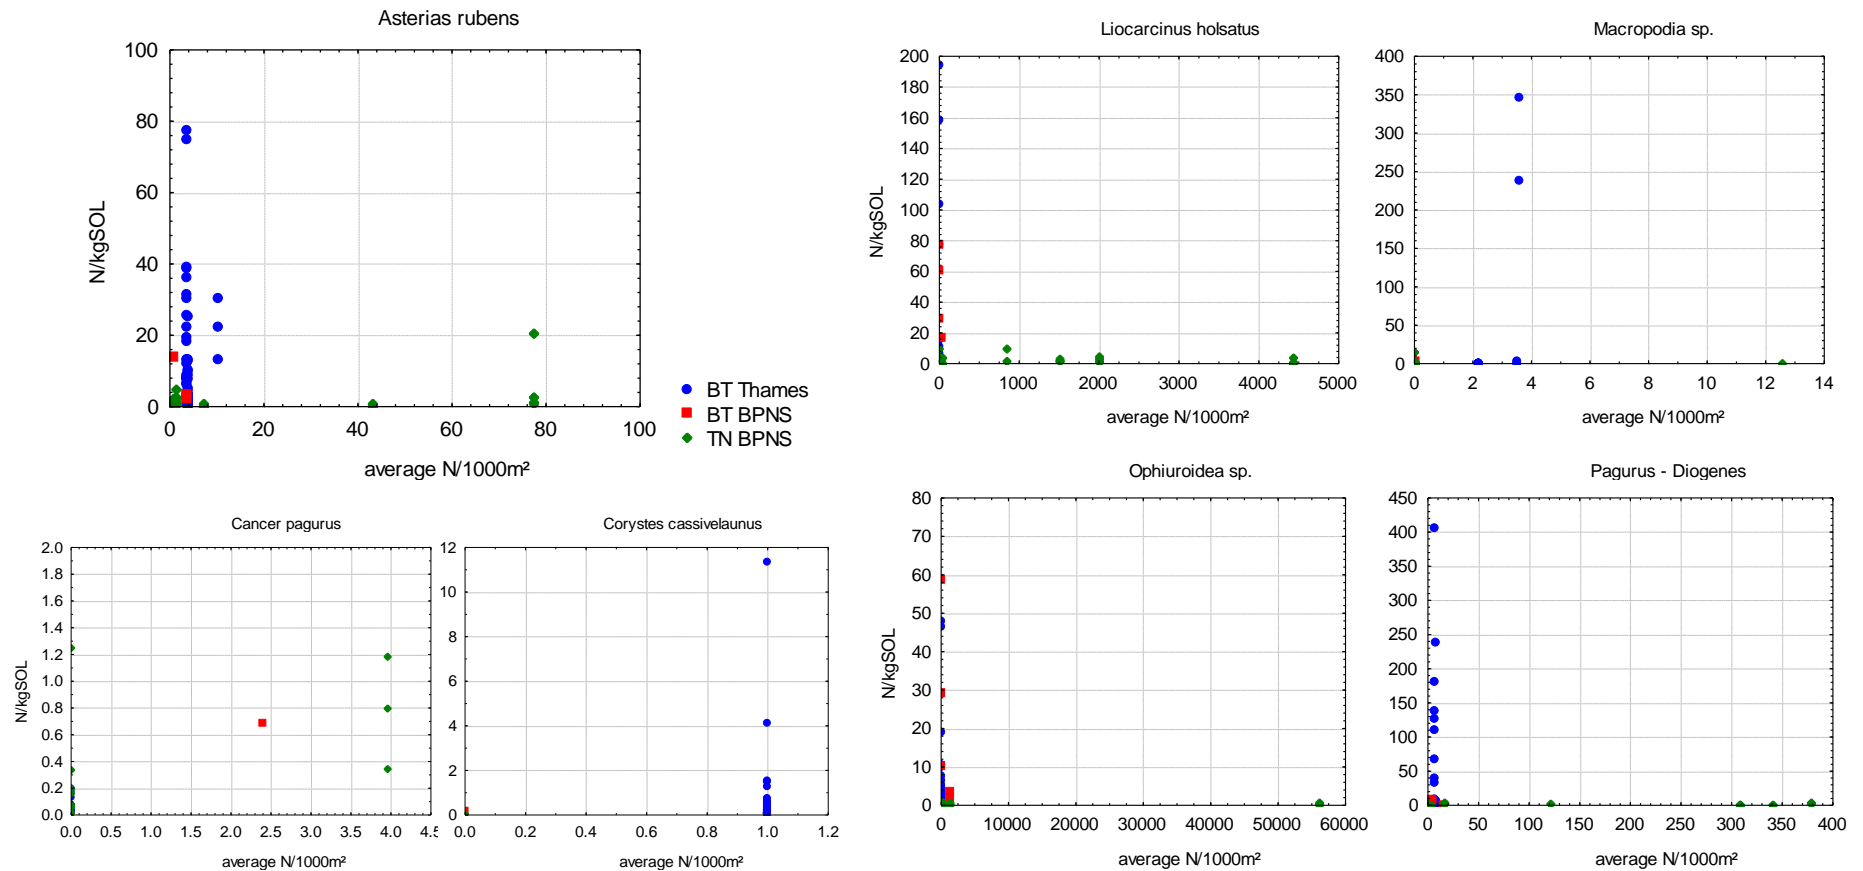 Asterias rubens
100
80
60
40
20
0
N/kgSOL
0 20 40 60 80 100
average N/1000m²
BT Thames
BT BPNS
TN BPNS
Liocarcinus holsatus
200
180
160
140
120
100
80
60
40
20
0
N/kgSOL
0 1000 2000 3000 4000 5000
average N/1000m²
Macropodia sp.
400
350
300
250
200
150
100
50
0
0 2 4 6 8 10 12 14
average N/1000m²
Cancer pagurus
2.0
1.8
1.6
1.4
1.2
1.0
0.8
0.6
0.4
0.2
0.0
N/kgSOL
0.0 0.5 1.0 1.5 2.0 2.5 3.0 3.5 4.0 4.5
average N/1000m²
Corystes cassivelaunus
12
10
8
6
4
2
0
0.0 0.2 0.4 0.6 0.8 1.0 1.2
average N/1000m²
Ophiuroidea sp.
80
70
60
50
40
30
20
10
0
N/kgSOL
0 10000 20000 30000 40000 50000 60000
average N/1000m²
Pagurus - Diogenes
450
400
350
300
250
200
150
100
50
0
0 50 100 150 200 250 300 350 400
average N/1000m²